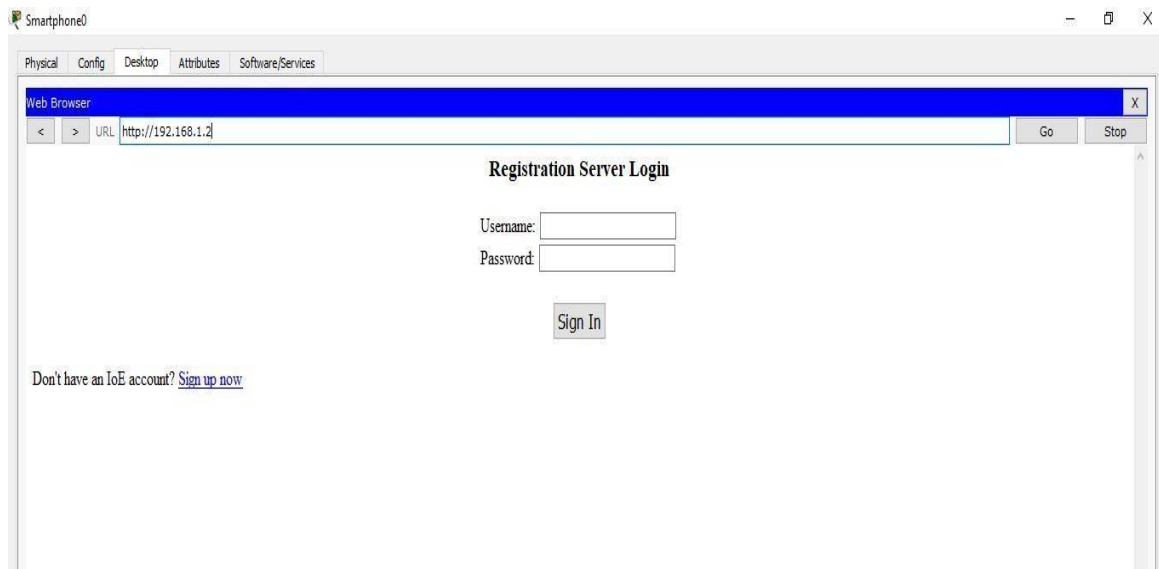 Smartphone0
Physical Config Desktop Attributes Software/Services
Web Browser X
< > URL http://192.168.1.2 Go Stop
Registration Server Login
Username:
Password:
Sign In
Don't have an IoE account? Sign up now